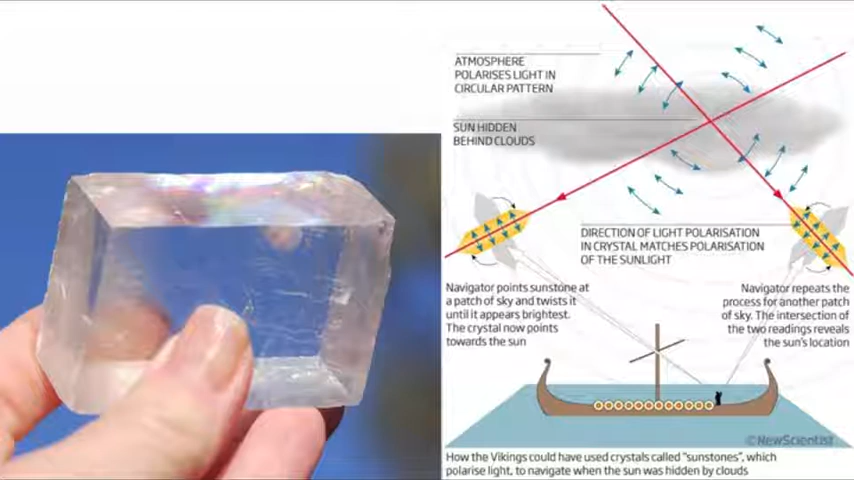 ATMOSPHERE
POLARISES LIGHT IN
CIRCULAR PATTERN
SUN HIDDEN
BEHIND CLOUDS
DIRECTION OF LIGHT POLARISATION
IN CRYSTAL MATCHES POLARISATION
OF THE SUNLIGHT
Navigator points sunstone at
a patch of sky and twists it
until it appears brightest.
The crystal now points
towards the sun
Navigator repeats the
process for another patch
of sky. The intersection of
the two readings reveals
the sun's location
©NewScientist
How the Vikings could have used crystals called "sunstones", which
polarise light, to navigate when the sun was hidden by clouds